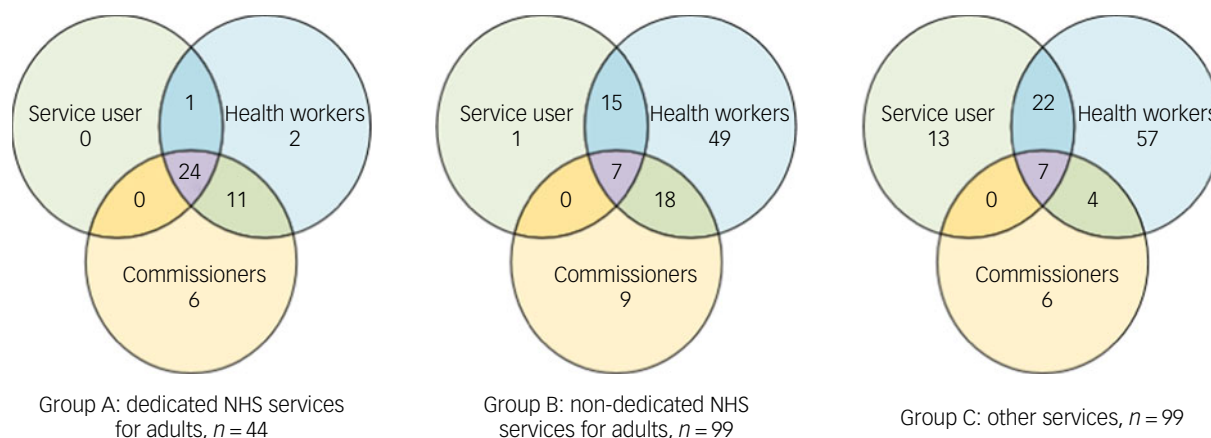 Service user
0
1
Health workers
2
24
0
11
Commissioners
6
Group A: dedicated NHS services
for adults, n = 44
Service user
1
15
Health workers
49
7
0
18
Commissioners
9
Group B: non-dedicated NHS
services for adults, n = 99
Service user
13
22
Health workers
57
7
0
4
Commissioners
6
Group C: other services, n = 99